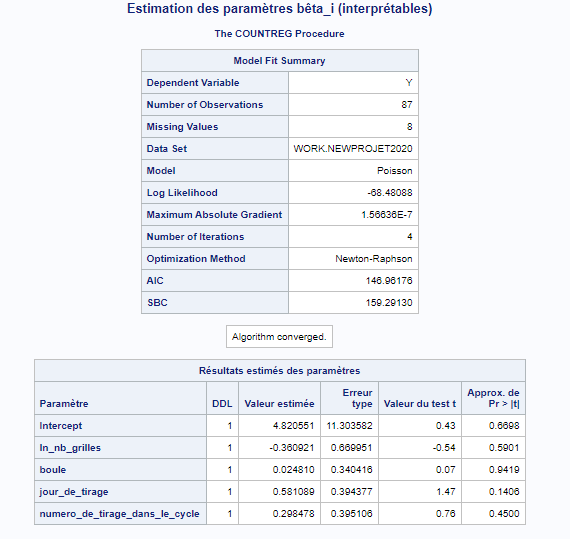 Estimation des paramètres bêta_i (interprétables)
The COUNTREG Procedure
Model Fit Summary
Dependent Variable Y
Number of Observations 87
Missing Values 8
Data Set WORK.NEWPROJET2020
Model Poisson
Log Likelihood -68.48088
Maximum Absolute Gradient 1.56636E-7
Number of Iterations 4
Optimization Method Newton-Raphson
AIC 146.96176
SBC 159.29130
Algorithm converged.
Résultats estimés des paramètres
Paramètre DDL Valeur estimée Erreur type Valeur du test t Approx. de Pr > |t|
Intercept 1 4.820551 11.303582 0.43 0.6698
ln_nb_grilles 1 -0.360921 0.669951 -0.54 0.5901
boule 1 0.024810 0.340416 0.07 0.9419
jour_de_tirage 1 0.581089 0.394377 1.47 0.1406
numero_de_tirage_dans_le_cycle 1 0.298478 0.395106 0.76 0.4500